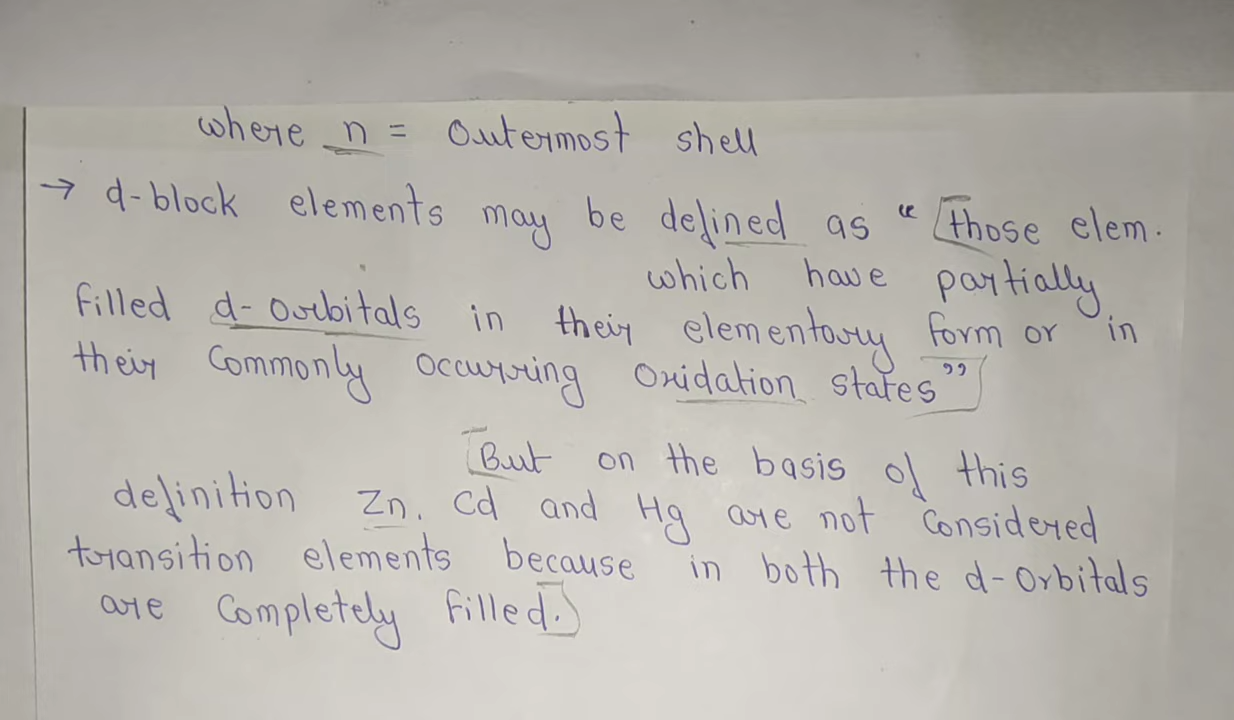 where n = outermost shell
→ d-block elements may be defined as "[those elem.
which have partially
filled d-orbitals in their elementary form or in
their commonly occurring oxidation states"]
[But on the basis of this
definition Zn, Cd and Hg are not considered
transition elements because in both the d-orbitals
are completely filled.]